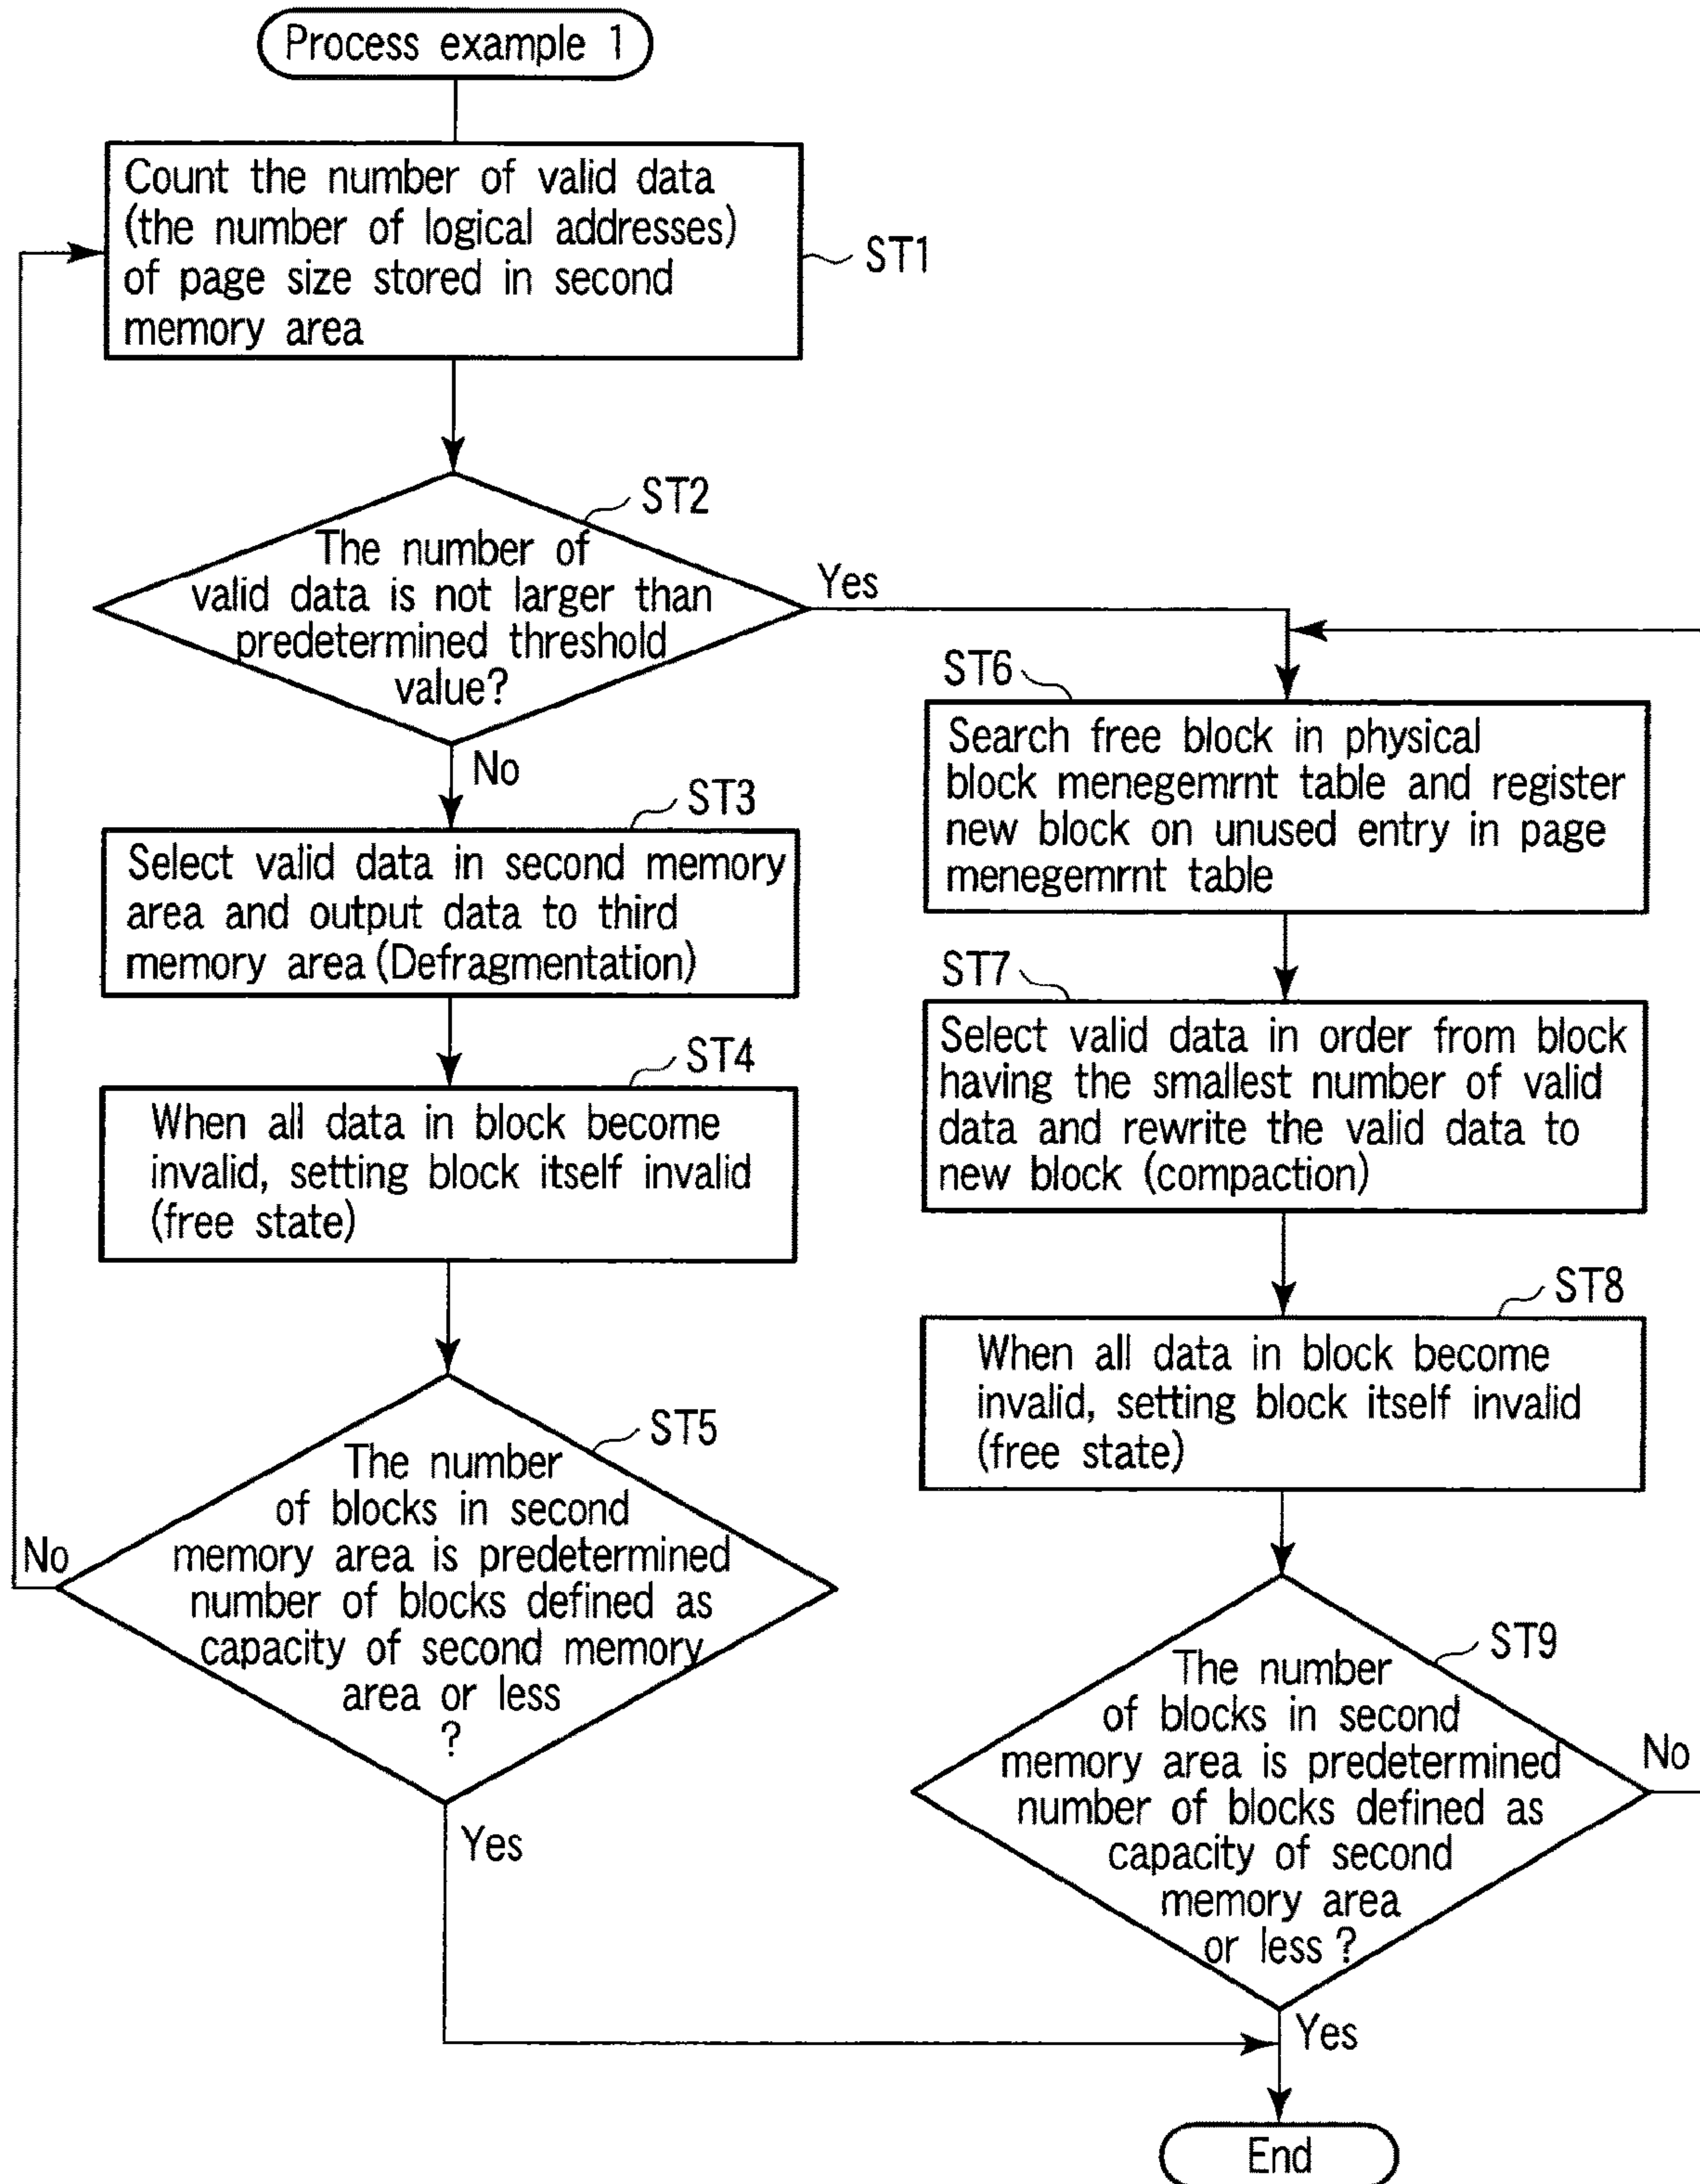 Process example 1
Count the number of valid data
(the number of logical addresses)
of page size stored in second
memory area
ST1
ST2
The number of
valid data is not larger than
predetermined threshold
value?
Yes
No
ST3
Select valid data in second memory
area and output data to third
memory area (Defragmentation)
ST4
When all data in block become
invalid, setting block itself invalid
(free state)
ST5
The number
of blocks in second
memory area is predetermined
number of blocks defined as
capacity of second memory
area or less
?
No
Yes
ST6
Search free block in physical
block menegemrnt table and register
new block on unused entry in page
menegemrnt table
ST7
Select valid data in order from block
having the smallest number of valid
data and rewrite the valid data to
new block (compaction)
ST8
When all data in block become
invalid, setting block itself invalid
(free state)
ST9
The number
of blocks in second
memory area is predetermined
number of blocks defined as
capacity of second
memory area
or less ?
No
Yes
End